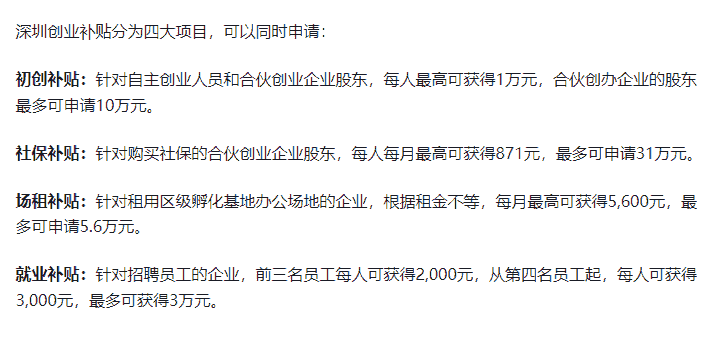 深圳创业补贴分为四大项目，可以同时申请：
初创补贴：针对自主创业人员和合伙创业企业股东，每人最高可获得1万元，合伙创办企业的股东
最多可申请10万元。
社保补贴：针对购买社保的合伙创业企业股东，每人每月最高可获得871元，最多可申请31万元。
场租补贴：针对租用区级孵化基地办公场地的企业，根据租金不等，每月最高可获得5,600元，最
多可申请5.6万元。
就业补贴：针对招聘员工的企业，前三名员工每人可获得2,000元，从第四名员工起，每人可获得
3,000元，最多可获得3万元。